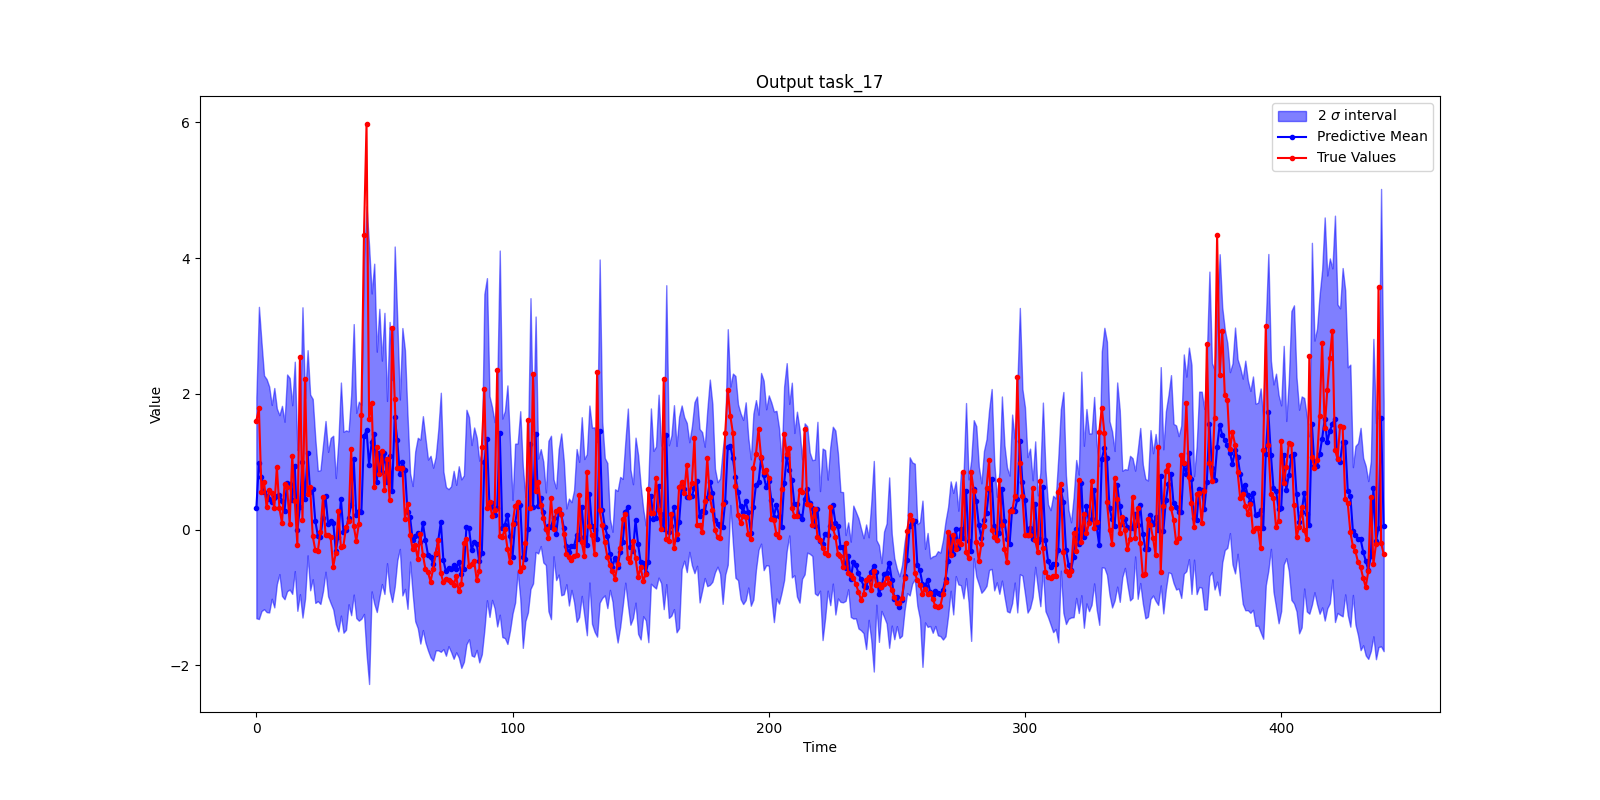 Output task_17
2 σ interval
Predictive Mean
True Values
Value
6
4
2
0
−2
0 100 200 300 400
Time